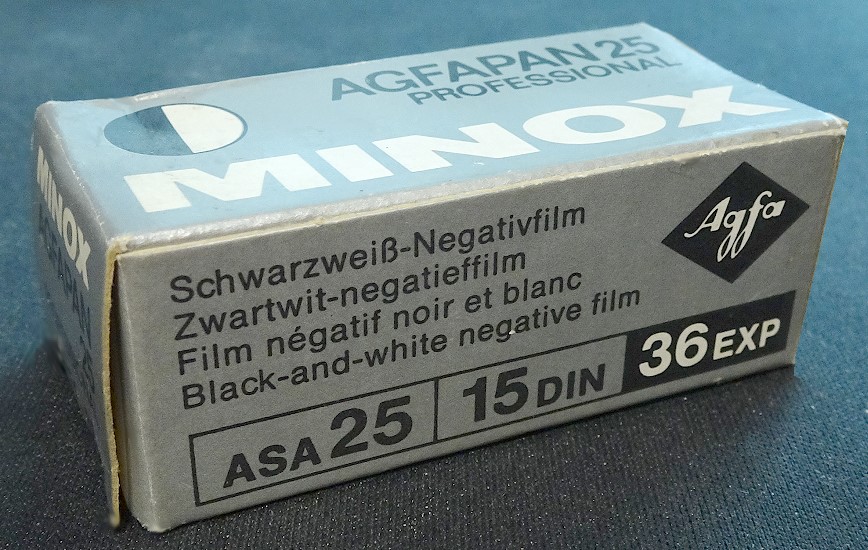 AGFAPAN 25
PROFESSIONAL
MINOX
Agfa
Schwarzweiß-Negativfilm
Zwartwit-negatieffilm
Film négatif noir et blanc
Black-and-white negative film
ASA 25
15 DIN
36 EXP
MINOX
AGFAPAN
25